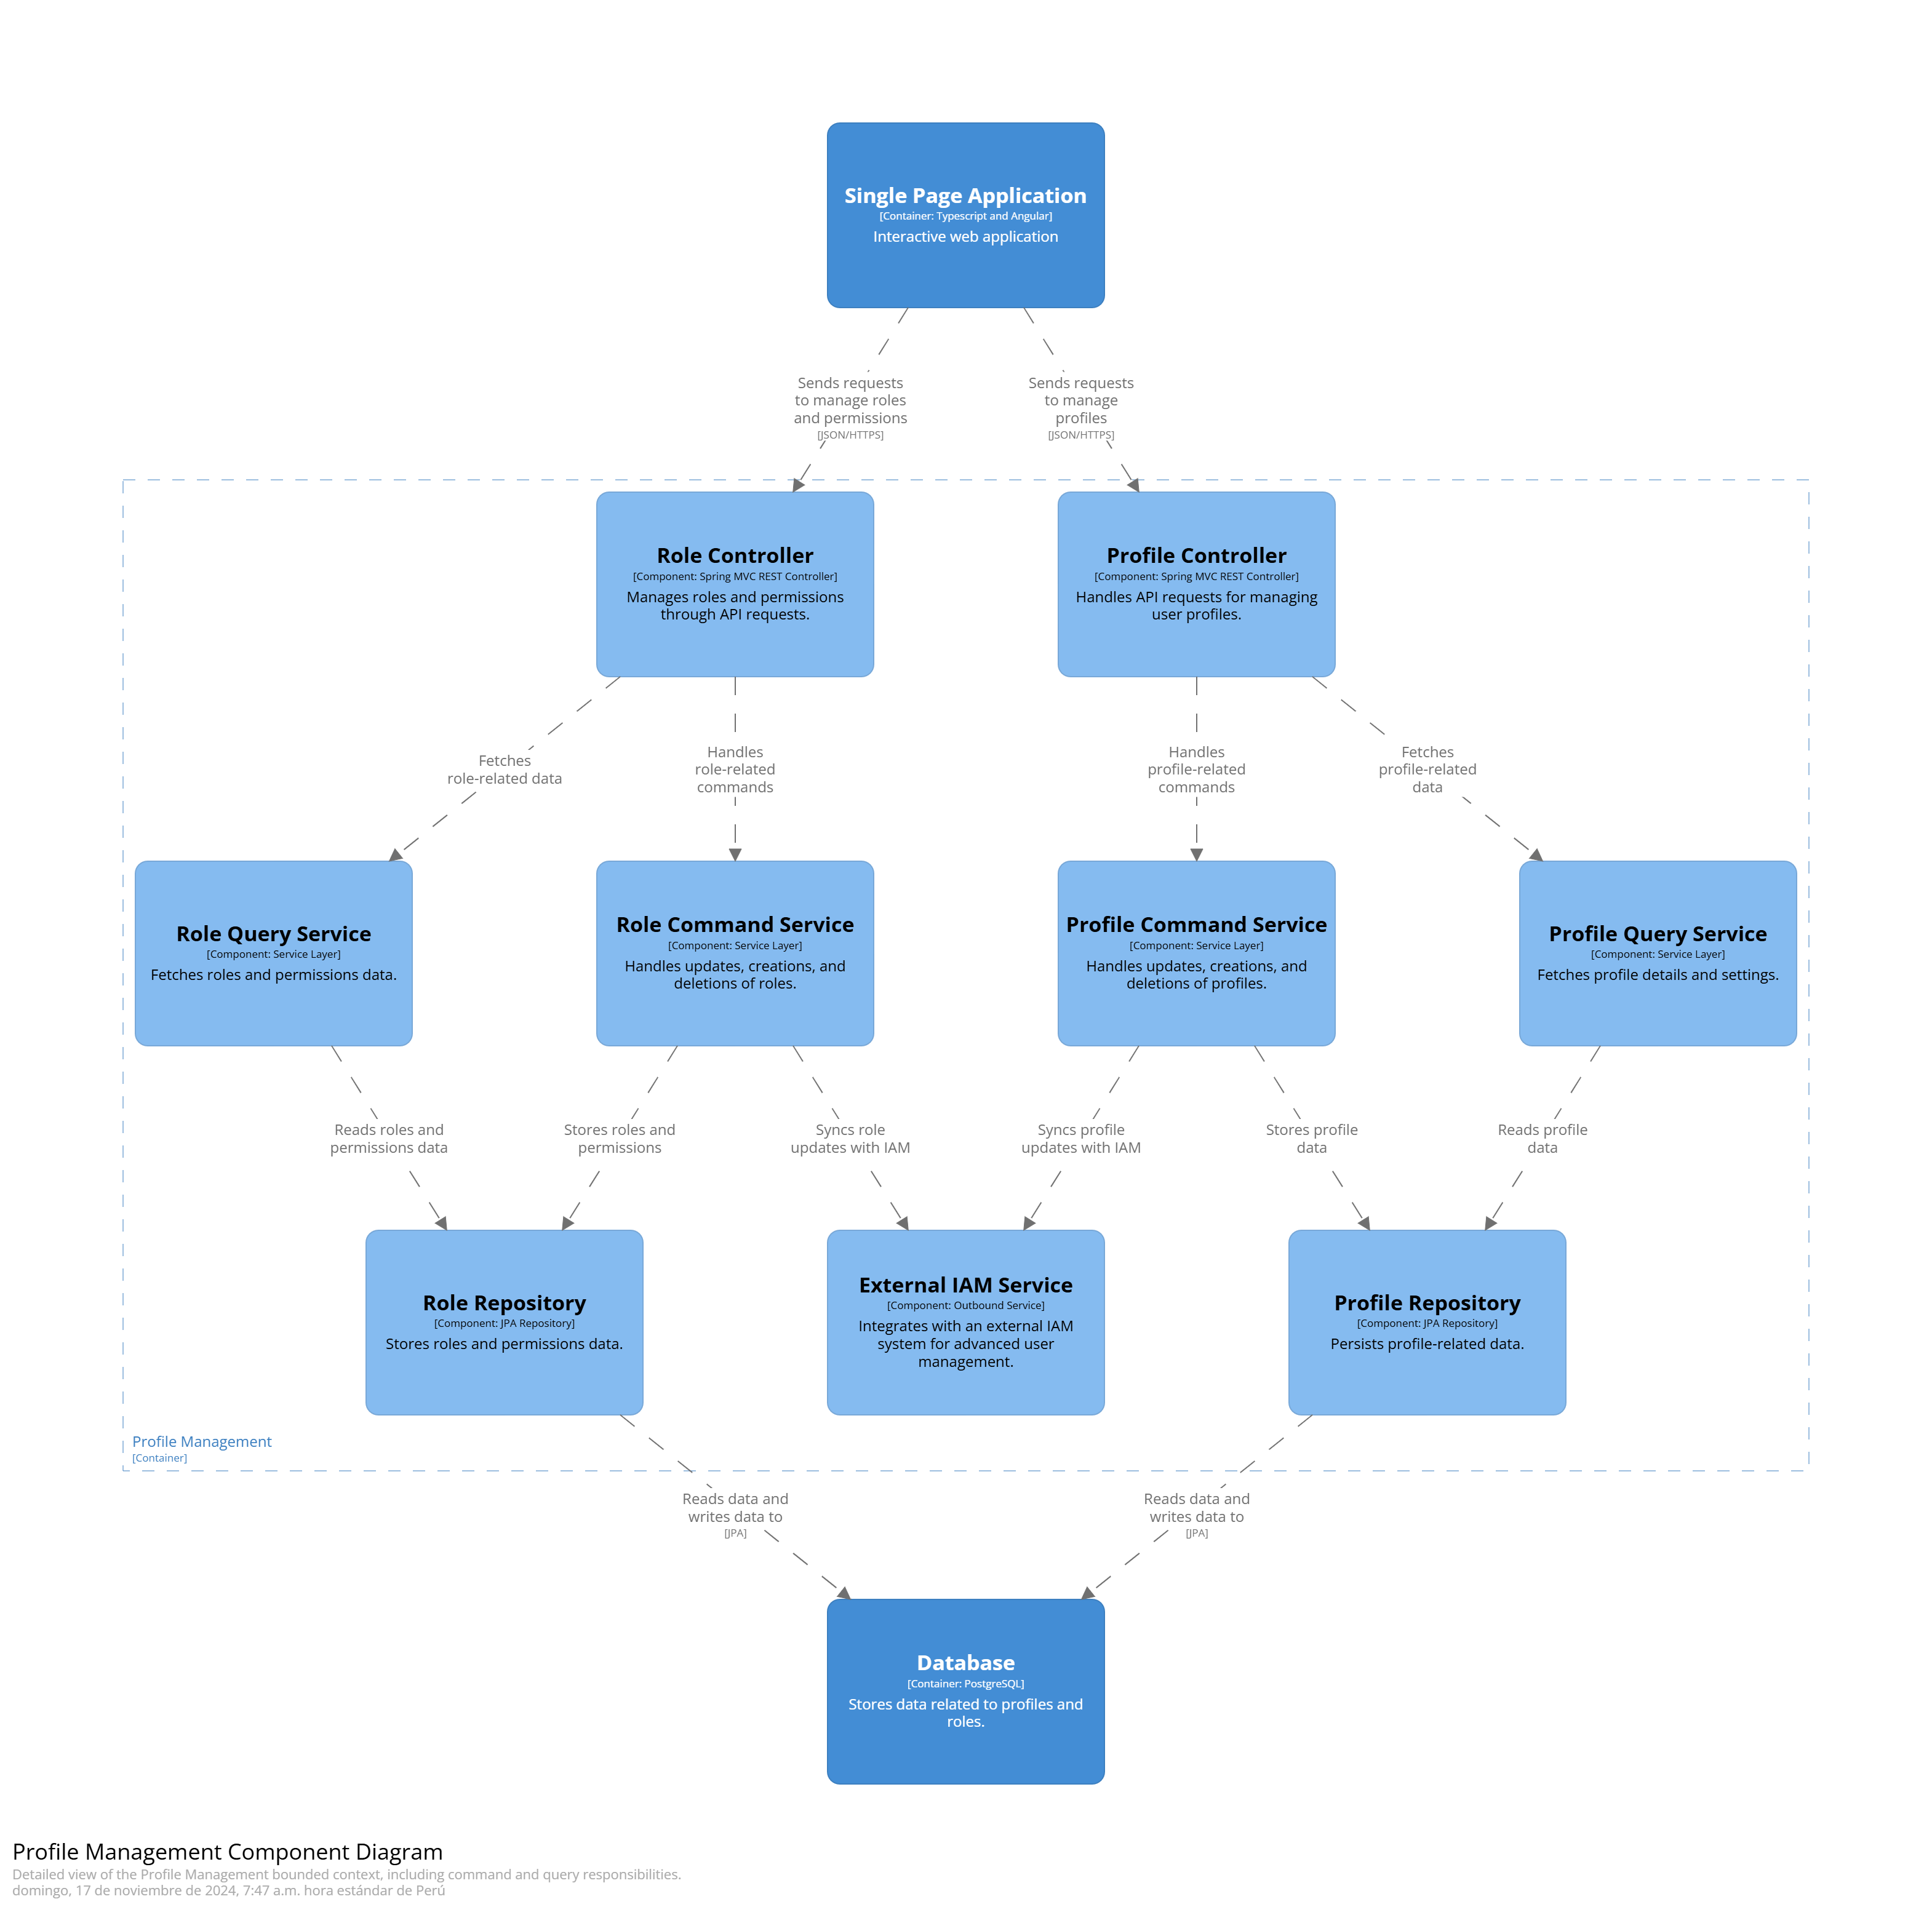 Single Page Application
[Container: Typescript and Angular]
Interactive web application
Sends requests
to manage roles
and permissions
[JSON/HTTPS]
Sends requests
to manage
profiles
[JSON/HTTPS]
Role Controller
[Component: Spring MVC REST Controller]
Manages roles and permissions
through API requests.
Profile Controller
[Component: Spring MVC REST Controller]
Handles API requests for managing
user profiles.
Fetches
role-related data
Handles
role-related
commands
Handles
profile-related
commands
Fetches
profile-related
data
Role Query Service
[Component: Service Layer]
Fetches roles and permissions data.
Role Command Service
[Component: Service Layer]
Handles updates, creations, and
deletions of roles.
Profile Command Service
[Component: Service Layer]
Handles updates, creations, and
deletions of profiles.
Profile Query Service
[Component: Service Layer]
Fetches profile details and settings.
Reads roles and
permissions data
Stores roles and
permissions
Syncs role
updates with IAM
Syncs profile
updates with IAM
Stores profile
data
Reads profile
data
Role Repository
[Component: JPA Repository]
Stores roles and permissions data.
External IAM Service
[Component: Outbound Service]
Integrates with an external IAM
system for advanced user
management.
Profile Repository
[Component: JPA Repository]
Persists profile-related data.
Profile Management
[Container]
Reads data and
writes data to
[JPA]
Reads data and
writes data to
[JPA]
Database
[Container: PostgreSQL]
Stores data related to profiles and
roles.
Profile Management Component Diagram
Detailed view of the Profile Management bounded context, including command and query responsibilities.
domingo, 17 de noviembre de 2024, 7:47 a.m. hora estándar de Perú